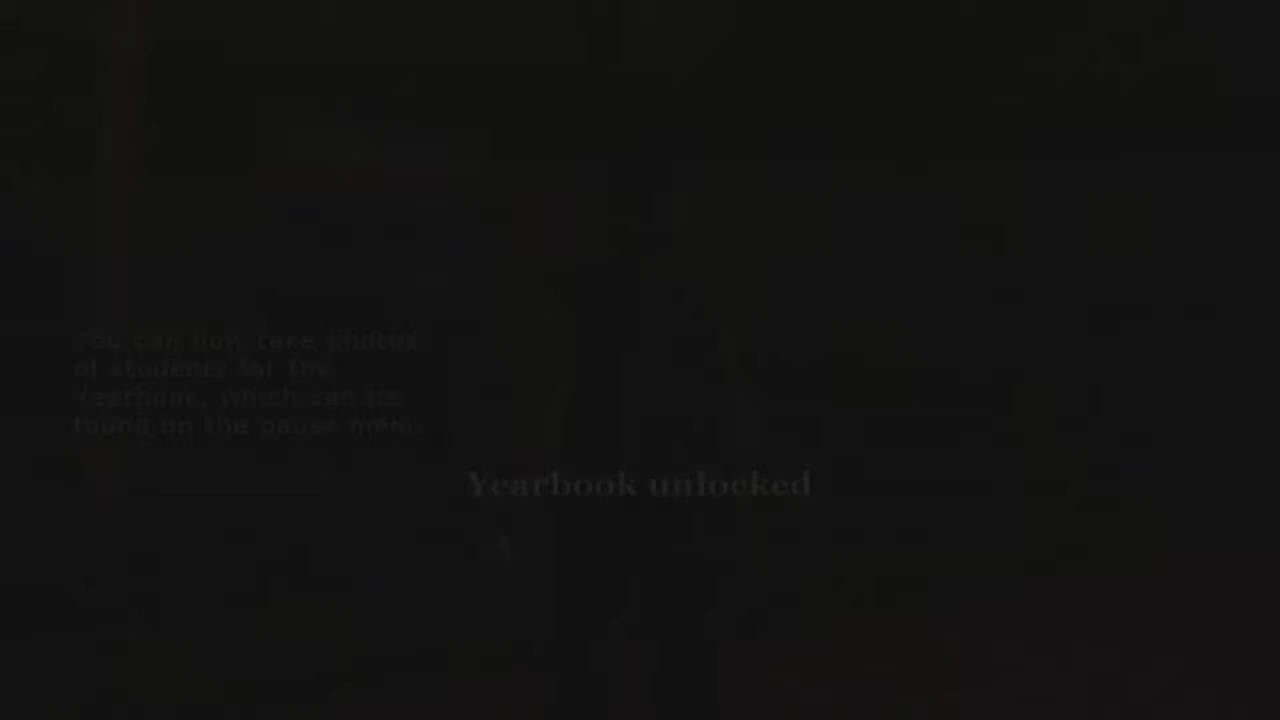 You can now take photos
of students for the
Yearbook, which can be
found on the pause menu.
Yearbook unlocked